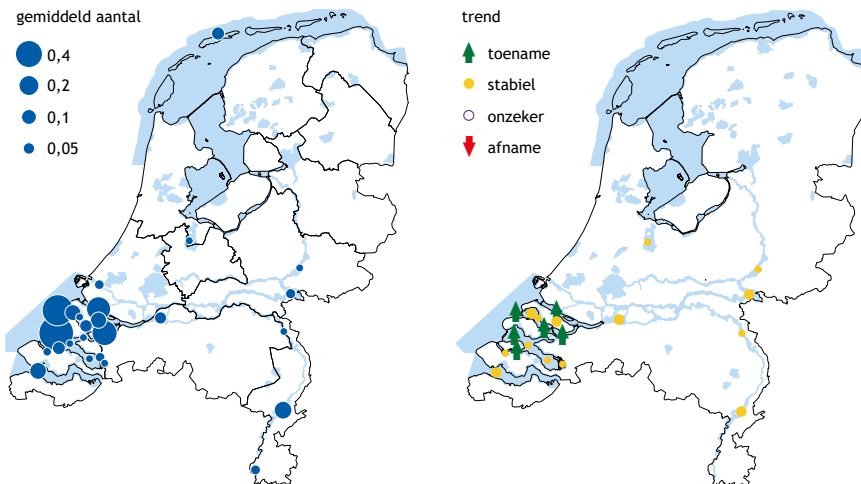 gemiddeld aantal
0,4
0,2
0,1
0,05
trend
toename
stabiel
onzeker
afname